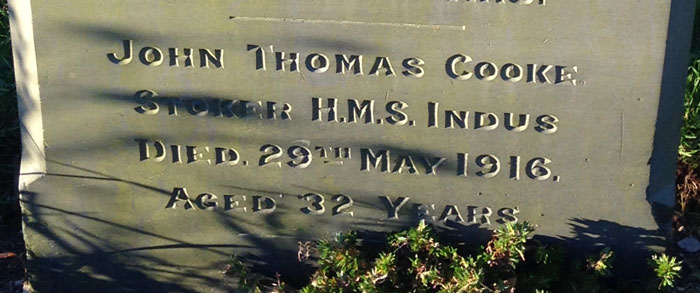 John Thomas Cooke.
Stoker H.M.S. Indus
Died. 29th May 1916.
Aged 32 Years